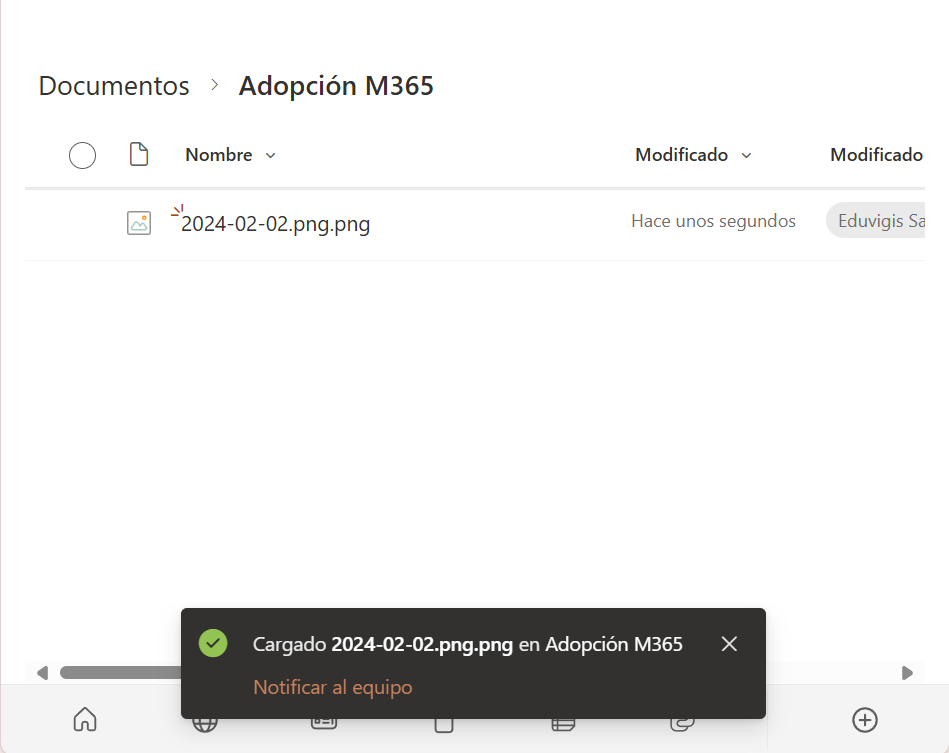 Documentos > Adopción M365
Nombre Modificado Modificado
2024-02-02.png.png Hace unos segundos Eduvigis Sa
Cargado 2024-02-02.png.png en Adopción M365
Notificar al equipo